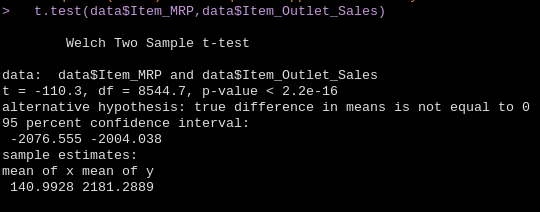 >   t.test(data$Item_MRP,data$Item_Outlet_Sales)
        Welch Two Sample t-test
data:  data$Item_MRP and data$Item_Outlet_Sales
t = -110.3, df = 8544.7, p-value < 2.2e-16
alternative hypothesis: true difference in means is not equal to 0
95 percent confidence interval:
 -2076.555 -2004.038
sample estimates:
mean of x mean of y
 140.9928 2181.2889